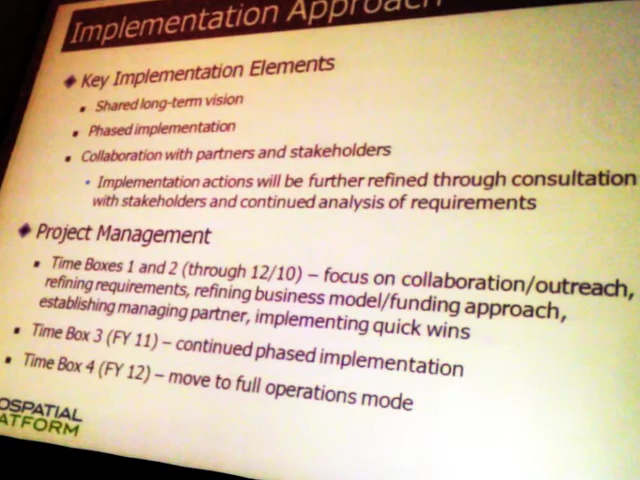 Implementation Approach
Key Implementation Elements
Shared long-term vision
Phased implementation
Collaboration with partners and stakeholders
Implementation actions will be further refined through consultation
with stakeholders and continued analysis of requirements
Project Management
Time Boxes 1 and 2 (through 12/10) – focus on collaboration/outreach,
refining requirements, refining business model/funding approach,
establishing managing partner, implementing quick wins
Time Box 3 (FY 11) – continued phased implementation
Time Box 4 (FY 12) – move to full operations mode
OSPATIAL
ATFORM